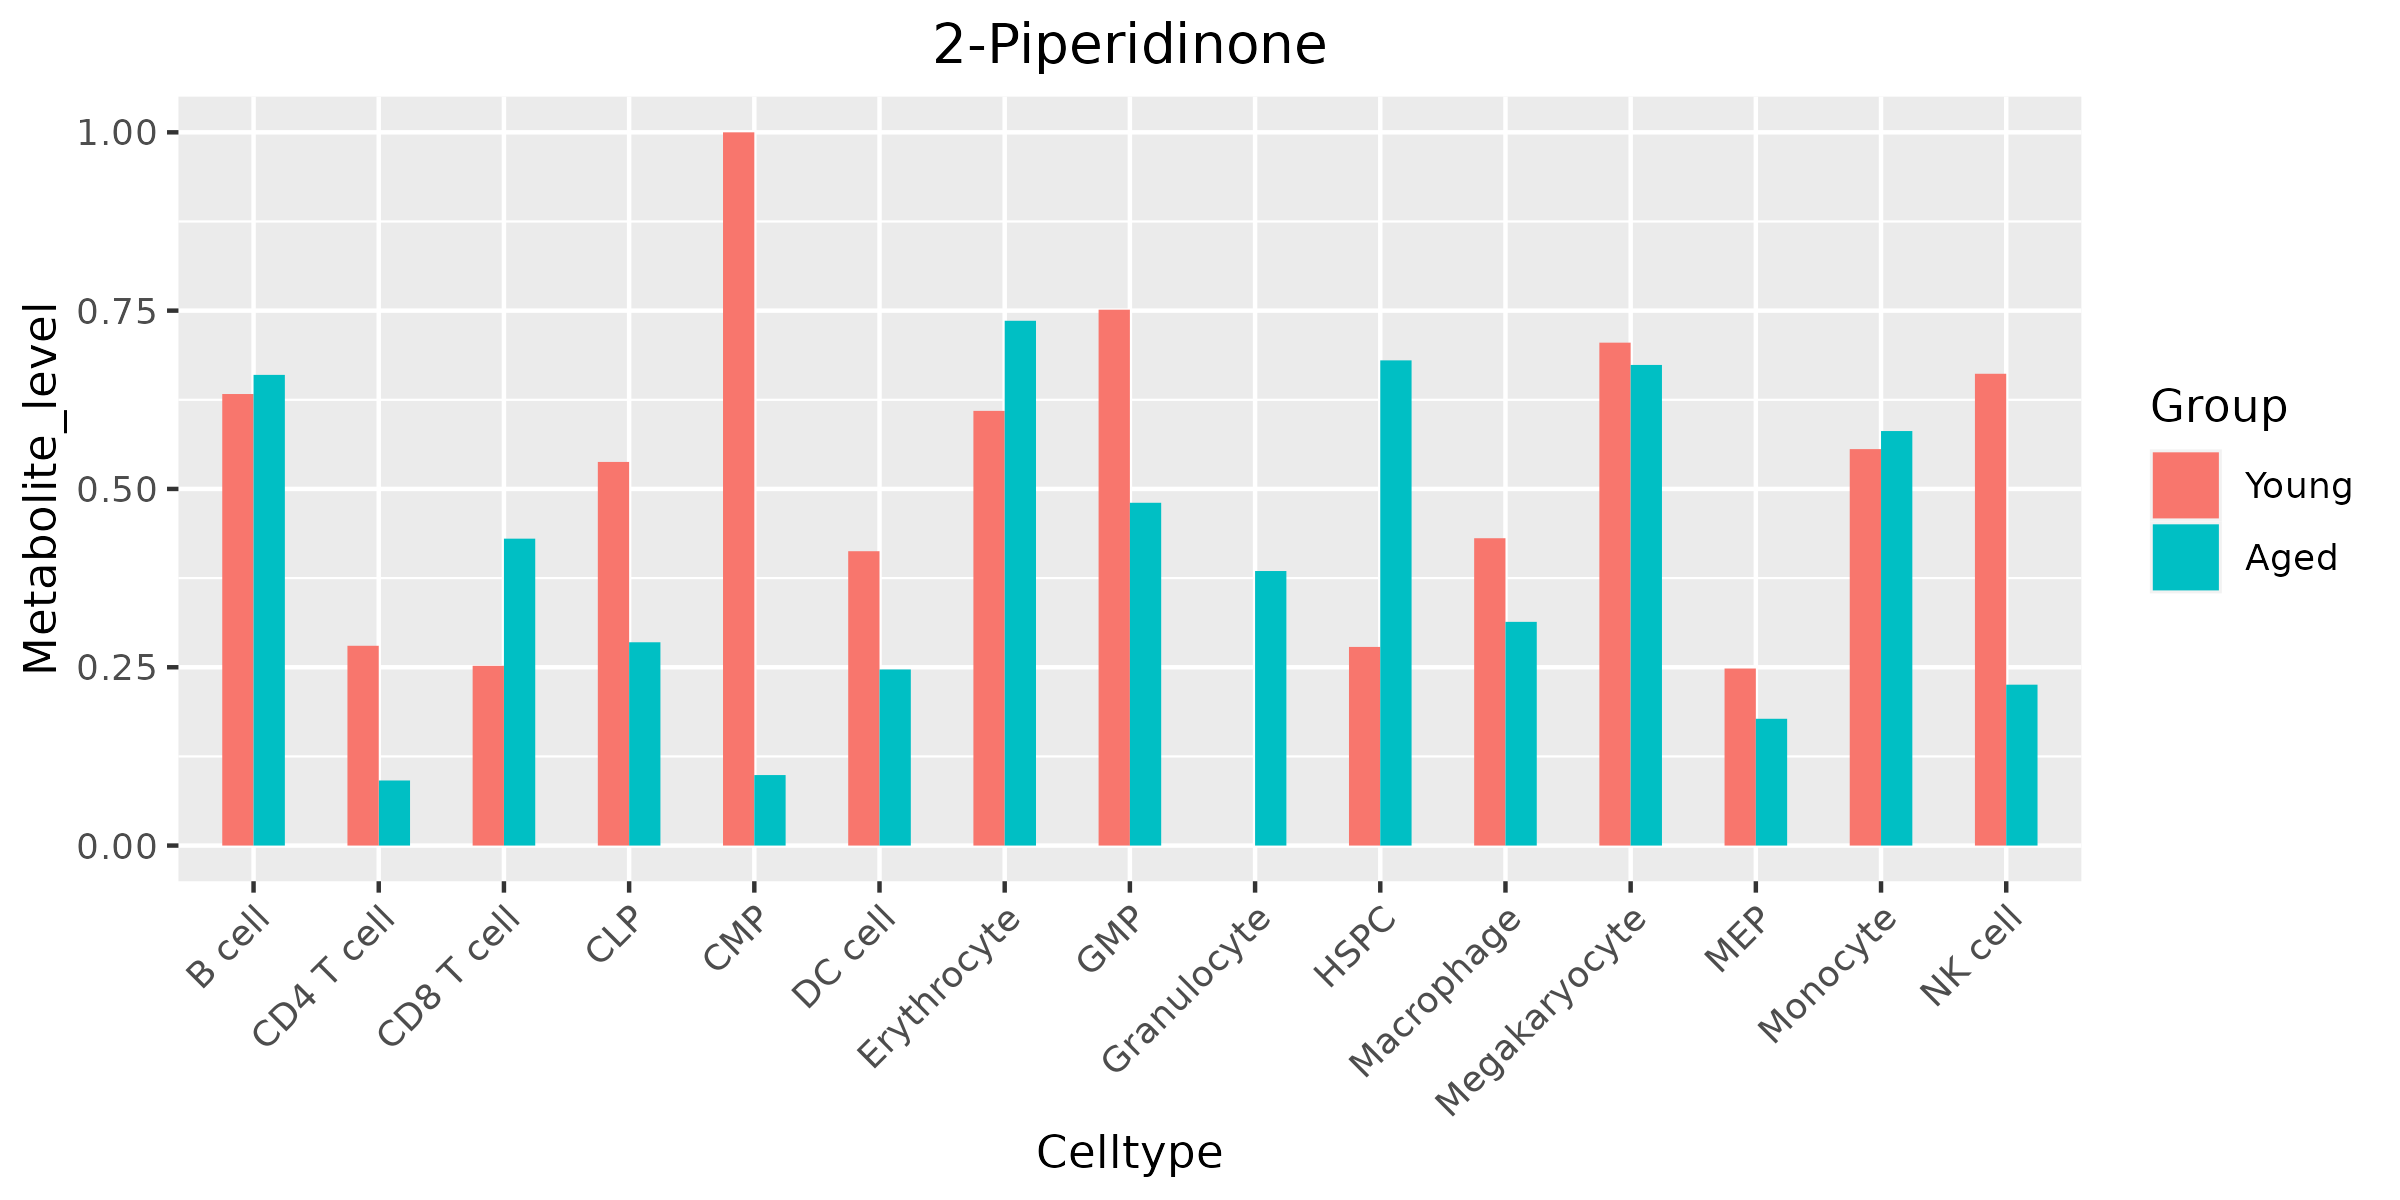 2-Piperidinone
Metabolite_level
1.00
0.75
0.50
0.25
0.00
B cell
CD4 T cell
CD8 T cell
CLP
CMP
DC cell
Erythrocyte
GMP
Granulocyte
HSPC
Macrophage
Megakaryocyte
MEP
Monocyte
NK cell
Celltype
Group
Young
Aged